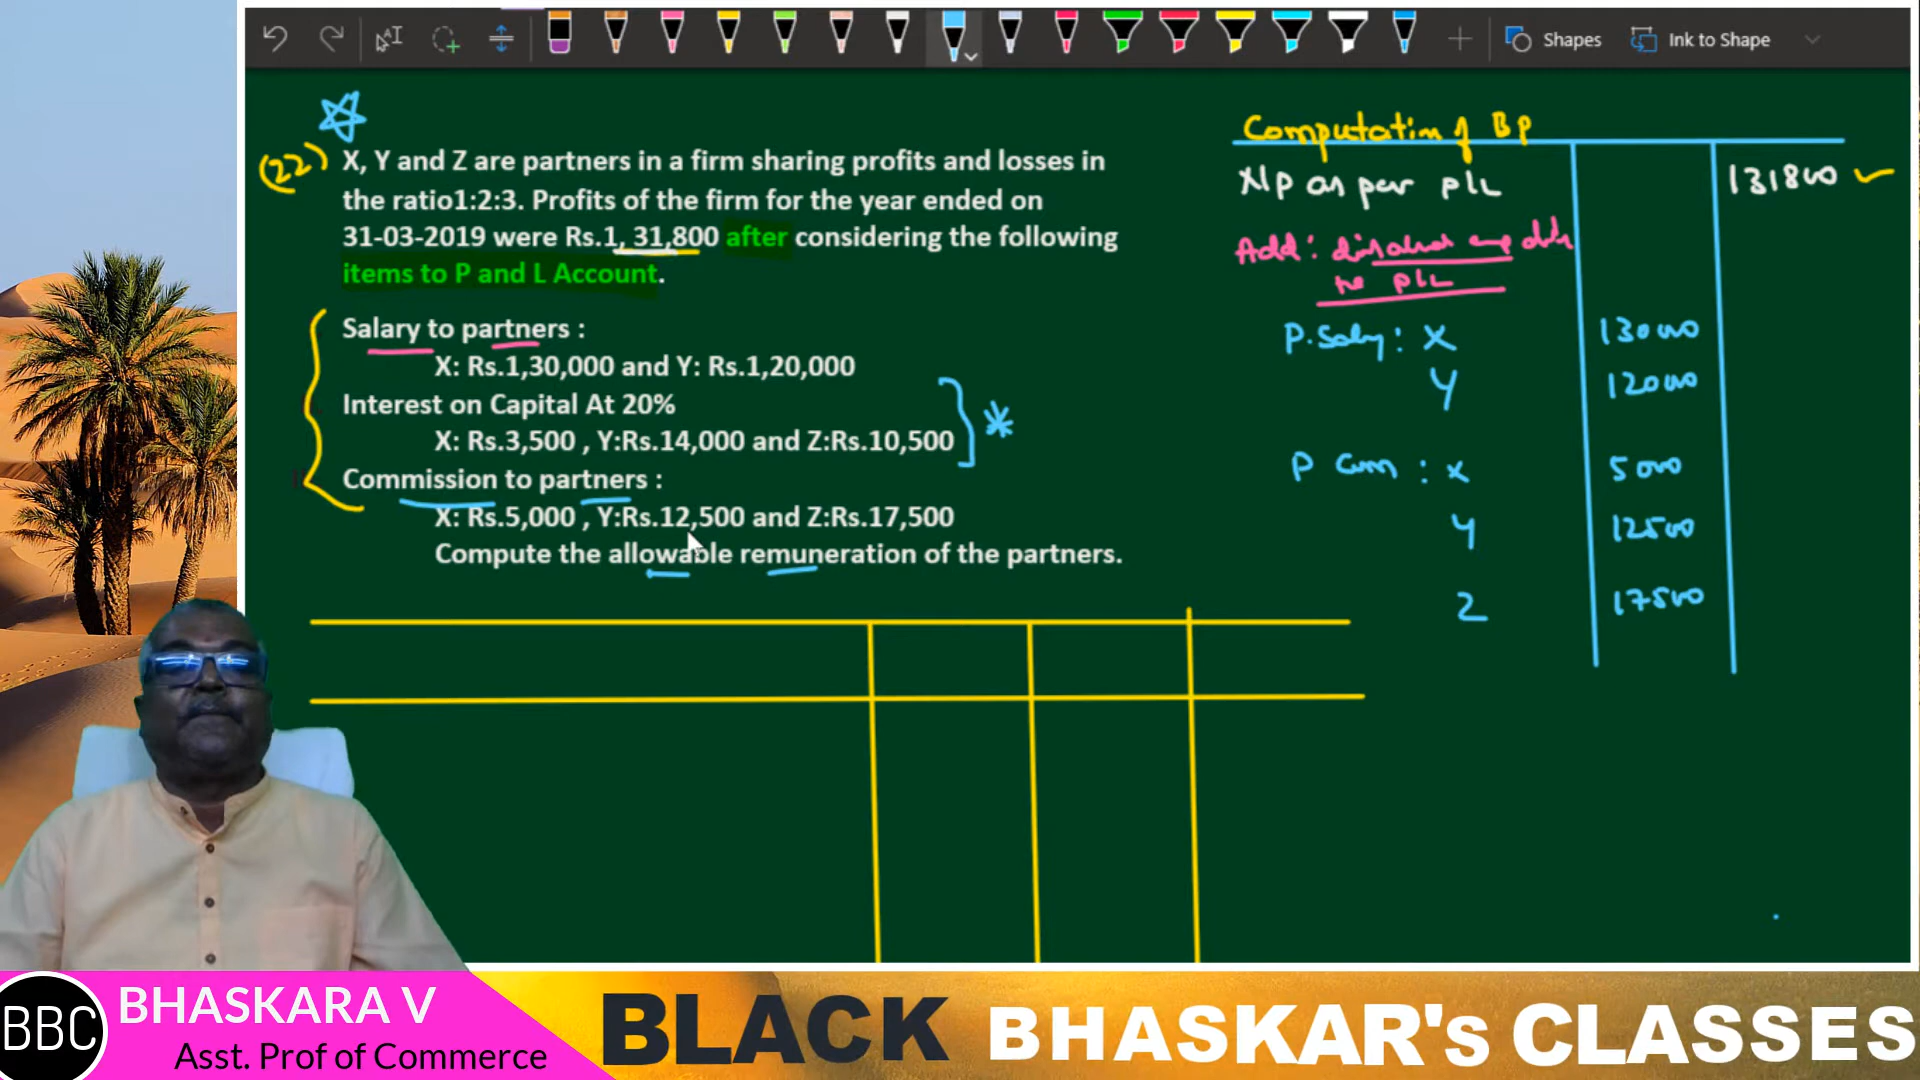 Shapes
Ink to Shape
(22)
X, Y and Z are partners in a firm sharing profits and losses in
the ratio1:2:3. Profits of the firm for the year ended on
31-03-2019 were Rs.1, 31,800 after considering the following
items to P and L Account.
Salary to partners :
X: Rs.1,30,000 and Y: Rs.1,20,000
Interest on Capital At 20%
X: Rs.3,500 , Y:Rs.14,000 and Z:Rs.10,500
Commission to partners :
X: Rs.5,000 , Y:Rs.12,500 and Z:Rs.17,500
Compute the allowable remuneration of the partners.
Computation of BP
NP as per PLC 131800
Add: disallowed exp
to PLC
P. Salary : X 130000
Y 120000
P Com : X 5000
Y 12500
Z 17500
BBC
BHASKARA V
Asst. Prof of Commerce
BLACK BHASKAR's CLASSES